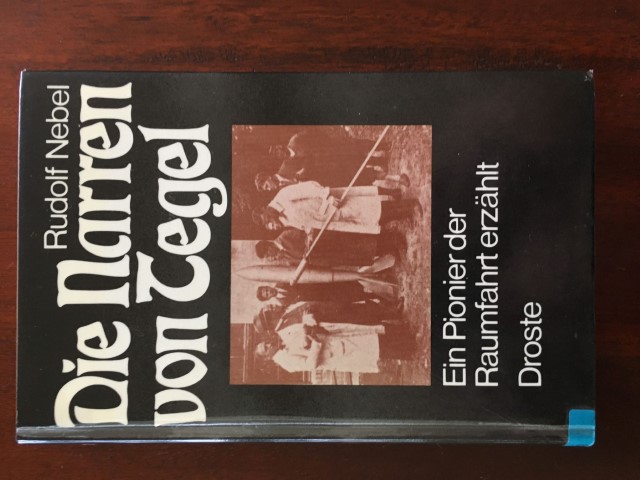 Rudolf Nebel
Die Narren
von Tegel
Ein Pionier der
Raumfahrt erzählt
Droste